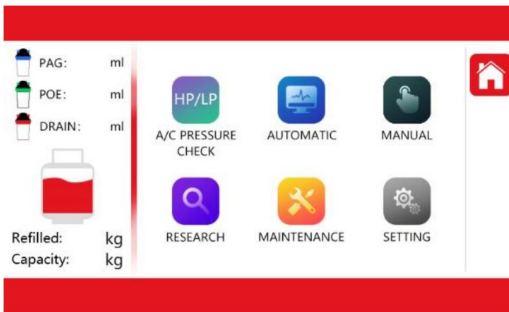 PAG: ml
POE: ml
DRAIN: ml
Refilled: kg
Capacity: kg
HP/LP
A/C PRESSURE
CHECK
AUTOMATIC
MANUAL
RESEARCH
MAINTENANCE
SETTING